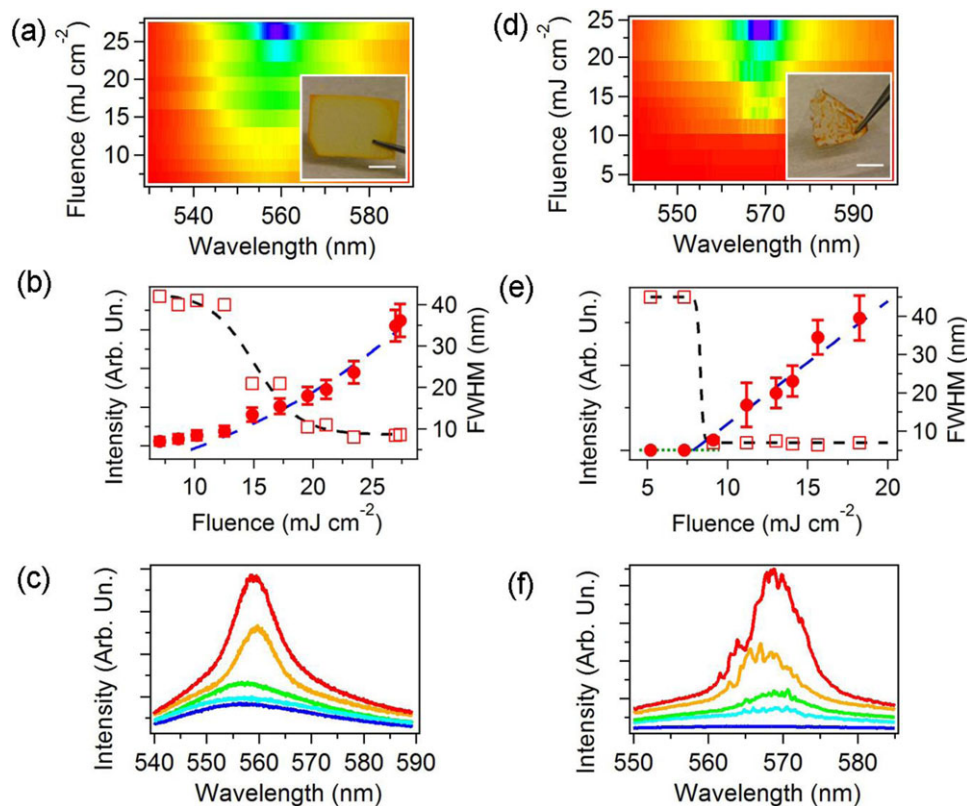 (a)
Fluence (mJ cm-2)
25
20
15
10
540 560 580
Wavelength (nm)
(d)
Fluence (mJ cm-2)
25
20
15
10
5
550 570 590
Wavelength (nm)
(b)
Intensity (Arb. Un.)
40
30
20
10
FWHM (nm)
10 15 20 25
Fluence (mJ cm-2)
(e)
Intensity (Arb. Un.)
40
30
20
10
FWHM (nm)
5 10 15 20
Fluence (mJ cm-2)
(c)
Intensity (Arb. Un.)
540 550 560 570 580 590
Wavelength (nm)
(f)
Intensity (Arb. Un.)
550 560 570 580
Wavelength (nm)